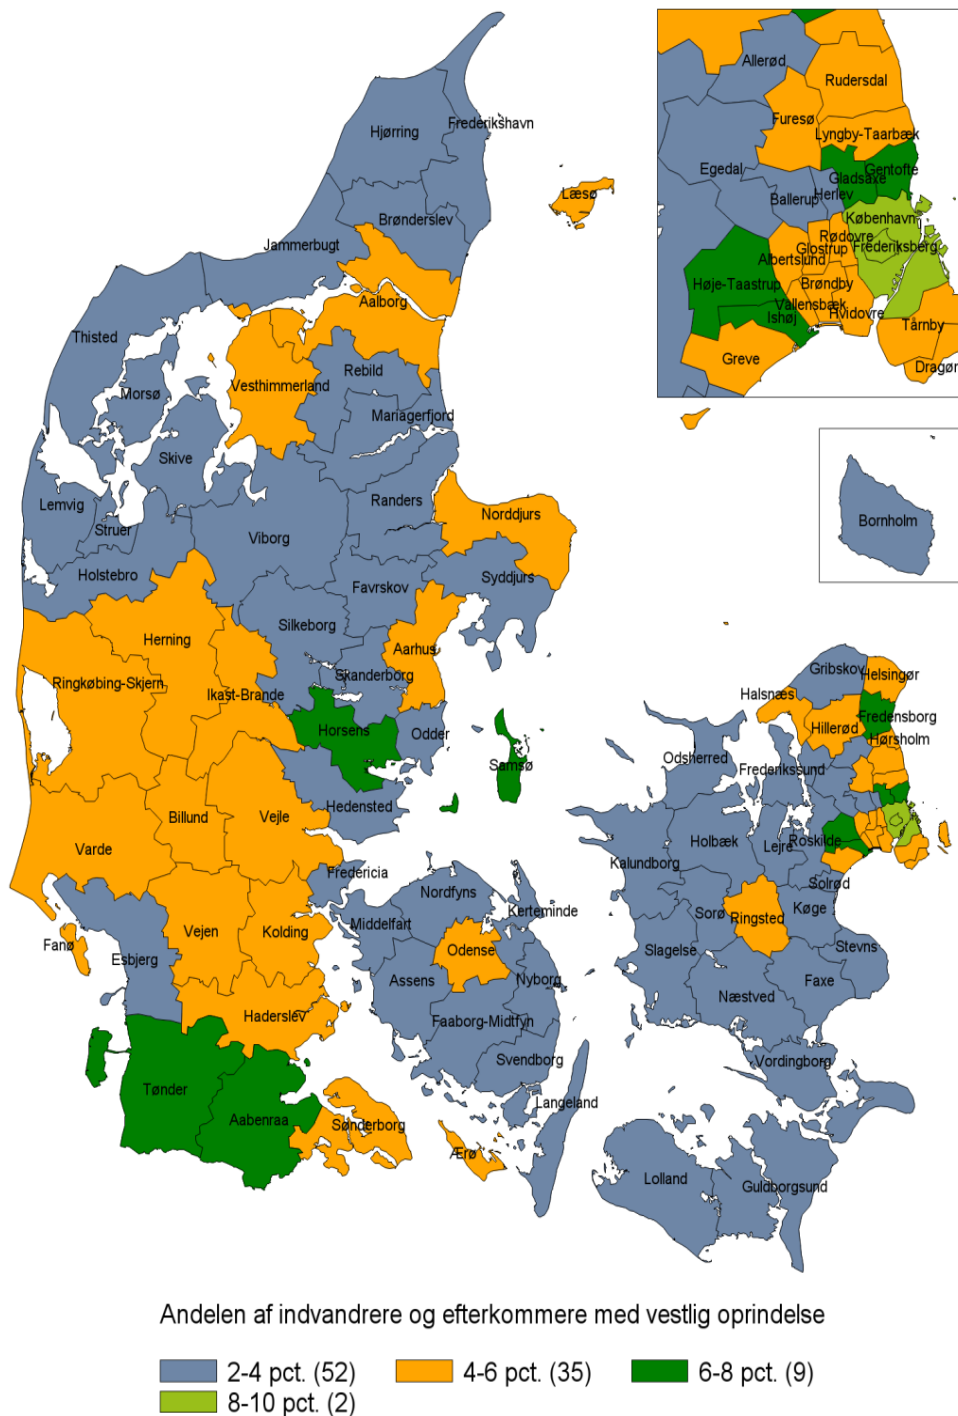 Allerød
Rudersdal
Furesø
Lyngby-Taarbæk
Egedal
Gladsaxe
Gentofte
Ballerup
Herlev
København
Rødovre
Glostrup
Frederiksberg
Albertslund
Høje-Taastrup
Brøndby
Vallensbæk
Ishøj
Hvidovre
Tårnby
Greve
Dragør
Hjørring
Frederikshavn
Læsø
Brønderslev
Jammerbugt
Aalborg
Thisted
Vesthimmerland
Rebild
Morsø
Mariagerfjord
Skive
Randers
Lemvig
Norddjurs
Struer
Viborg
Bornholm
Holstebro
Favrskov
Syddjurs
Silkeborg
Herning
Aarhus
Skanderborg
Ringkøbing-Skjern
Ikast-Brande
Gribskov
Helsingør
Halsnæs
Fredensborg
Hillerød
Hørsholm
Horsens
Odder
Samsø
Odsherred
Frederikssund
Hedensted
Billund
Vejle
Varde
Holbæk
Lejre
Roskilde
Kalundborg
Fredericia
Nordfyns
Solrød
Kerteminde
Middelfart
Sorø
Ringsted
Køge
Vejen
Kolding
Fanø
Esbjerg
Odense
Slagelse
Stevns
Assens
Nyborg
Faxe
Næstved
Haderslev
Faaborg-Midtfyn
Svendborg
Vordingborg
Tønder
Langeland
Aabenraa
Sønderborg
Ærø
Lolland
Guldborgsund
Andelen af indvandrere og efterkommere med vestlig oprindelse
2-4 pct. (52)
4-6 pct. (35)
6-8 pct. (9)
8-10 pct. (2)